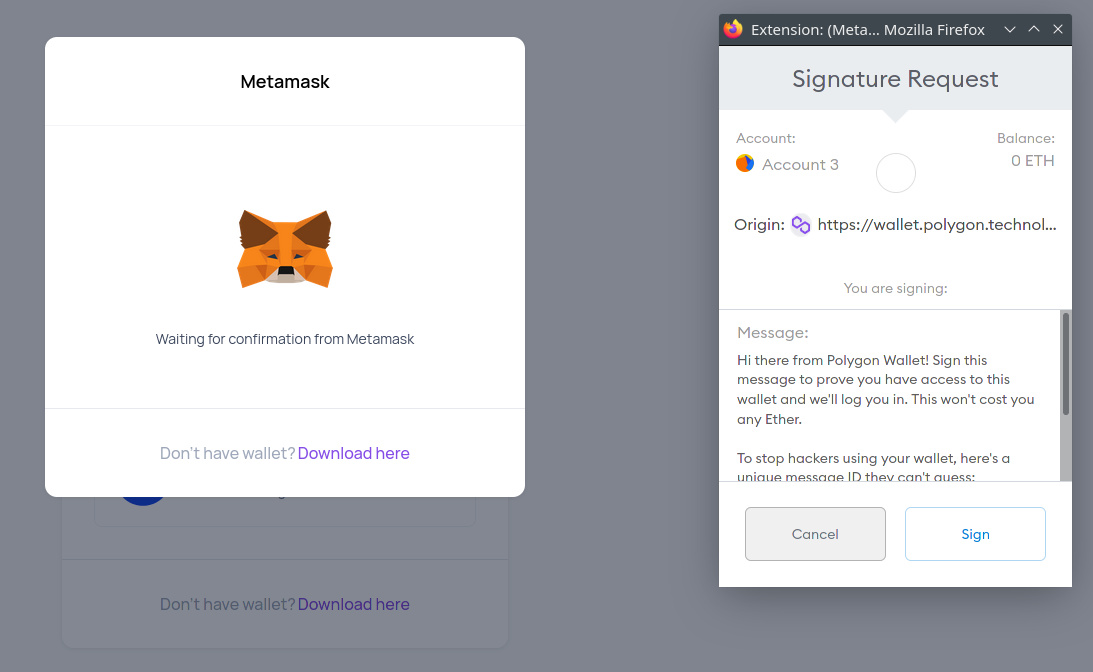 Metamask
Waiting for confirmation from Metamask
Don't have wallet? Download here
Don't have wallet? Download here
Extension: (Meta... Mozilla Firefox
Signature Request
Account:
Balance:
Account 3
0 ETH
Origin: https://wallet.polygon.technol...
You are signing:
Message:
Hi there from Polygon Wallet! Sign this
message to prove you have access to this
wallet and we'll log you in. This won't cost you
any Ether.
To stop hackers using your wallet, here's a
unique message ID they can't guess:
Cancel
Sign